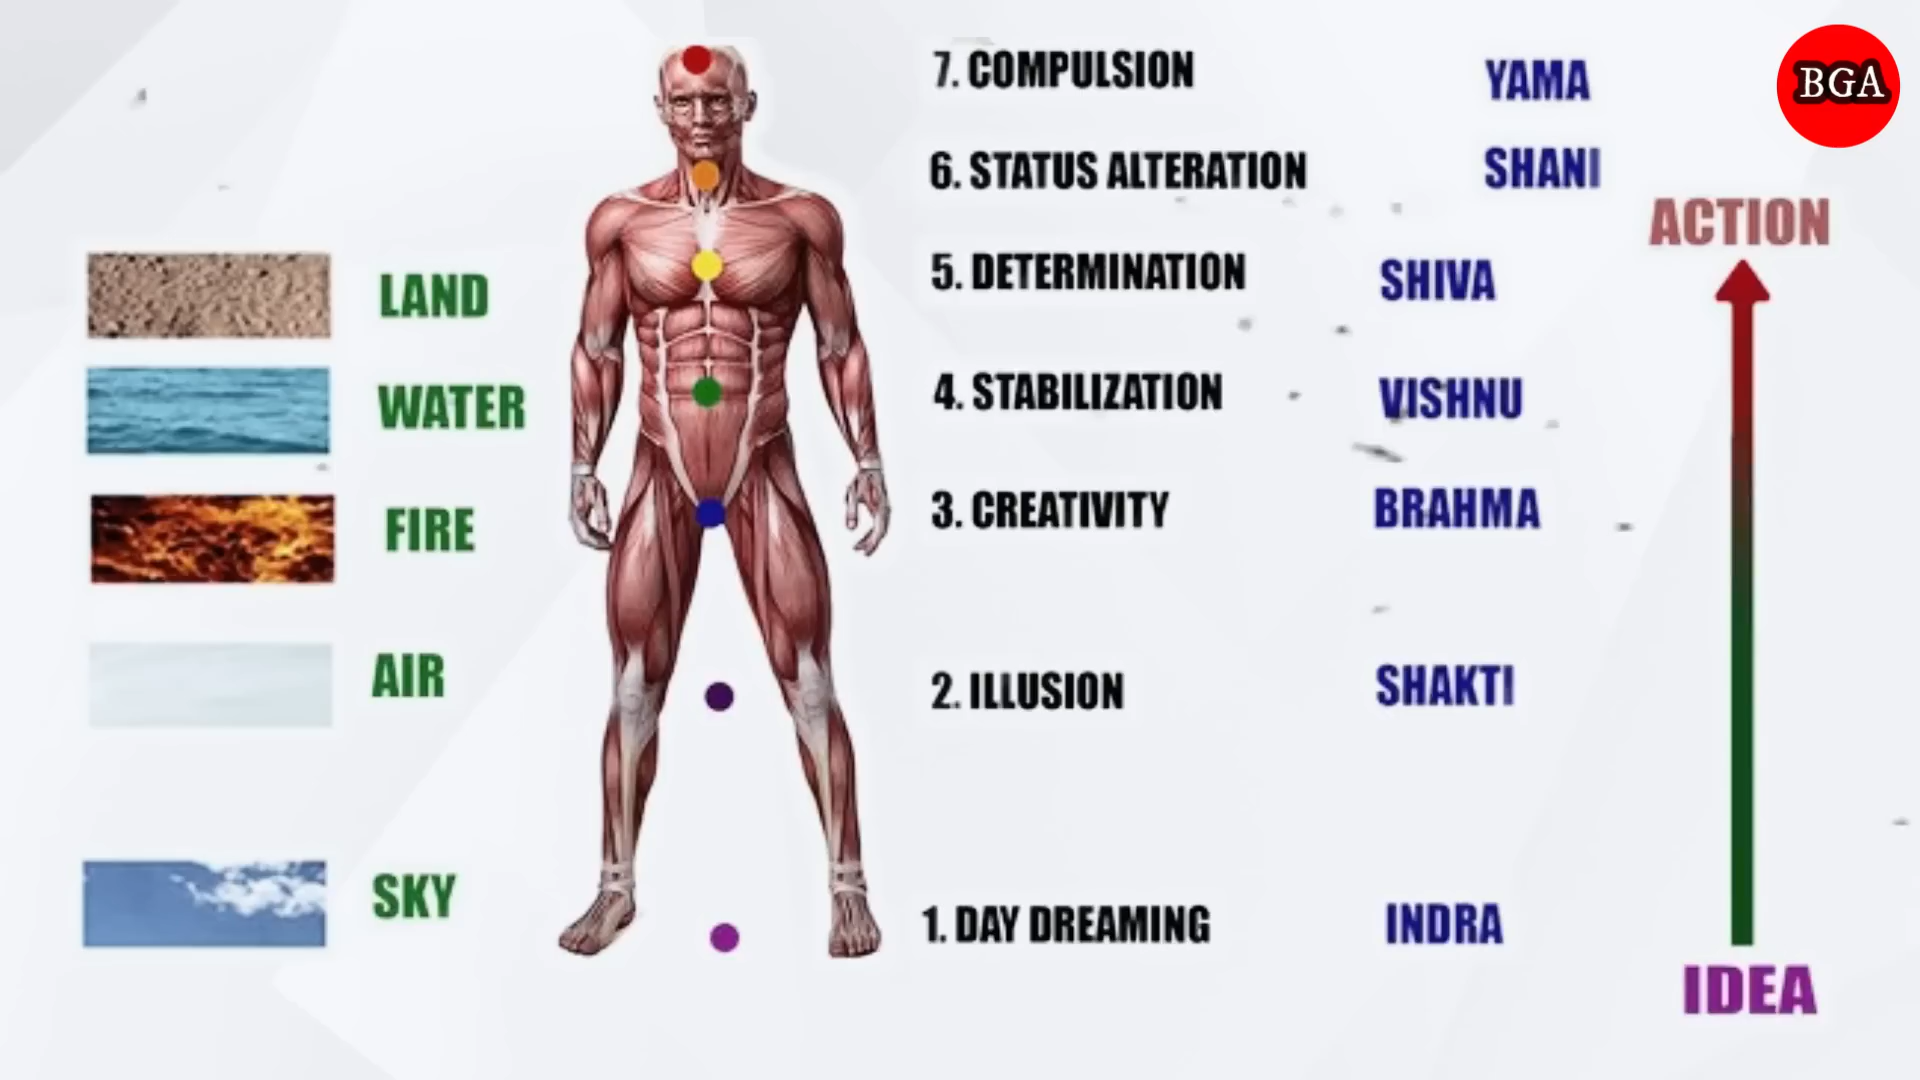 7. COMPULSION YAMA
BGA
6. STATUS ALTERATION SHANI
ACTION
LAND
5. DETERMINATION SHIVA
WATER
4. STABILIZATION VISHNU
FIRE
3. CREATIVITY BRAHMA
AIR
2. ILLUSION SHAKTI
SKY
1. DAY DREAMING INDRA
IDEA